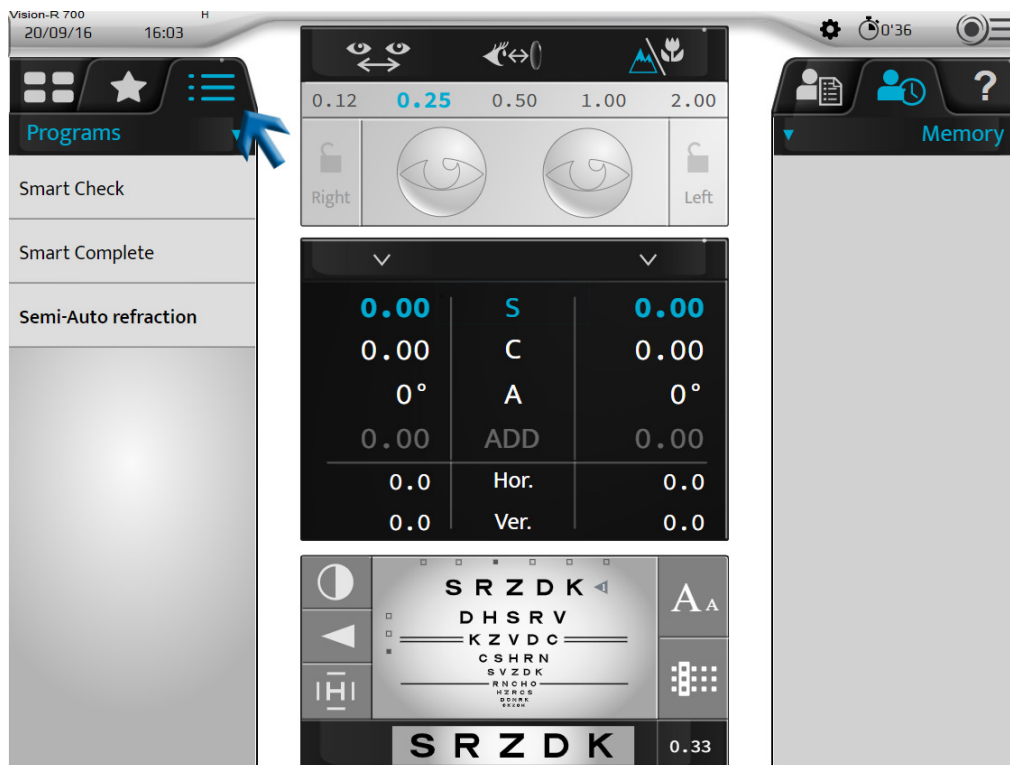 Vision-R 700
H
20/09/16 16:03
0'36
?
Programs
Memory
Smart Check
Smart Complete
Semi-Auto refraction
0.12 0.25 0.50 1.00 2.00
Right
Left
0.00 S 0.00
0.00 C 0.00
0° A 0°
0.00 ADD 0.00
0.0 Hor. 0.0
0.0 Ver. 0.0
S R Z D K
D H S R V
K Z V D C
C S H R N
S V Z D K
R N C H O
A A
H
S R Z D K
0.33